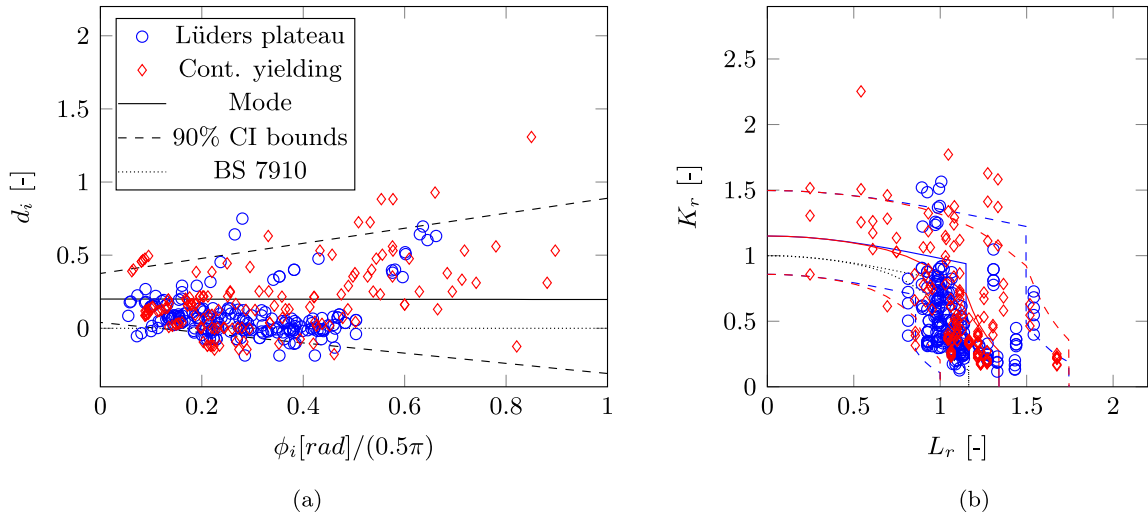 2
1.5
1
0.5
0
d_i [-]
Lüders plateau
Cont. yielding
Mode
90% CI bounds
BS 7910
0 0.2 0.4 0.6 0.8 1
ϕ_i[rad]/(0.5π)
(a)
2.5
2
1.5
1
0.5
0
K_r [-]
0 0.5 1 1.5 2
L_r [-]
(b)